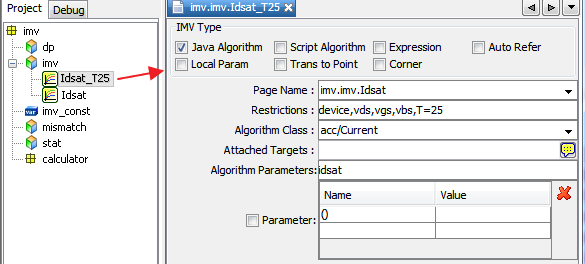 Project Debug
imv
dp
imv
Idsat_T25
Idsat
var imv_const
mismatch
stat
calculator
imv.imv.Idsat_T25
IMV Type
Java Algorithm Script Algorithm Expression Auto Refer
Local Param Trans to Point Corner
Page Name : imv.imv.Idsat
Restrictions : device,vds,vgs,vbs,T=25
Algorithm Class : acc/Current
Attached Targets :
Algorithm Parameters: idsat
Name Value
Parameter: ()